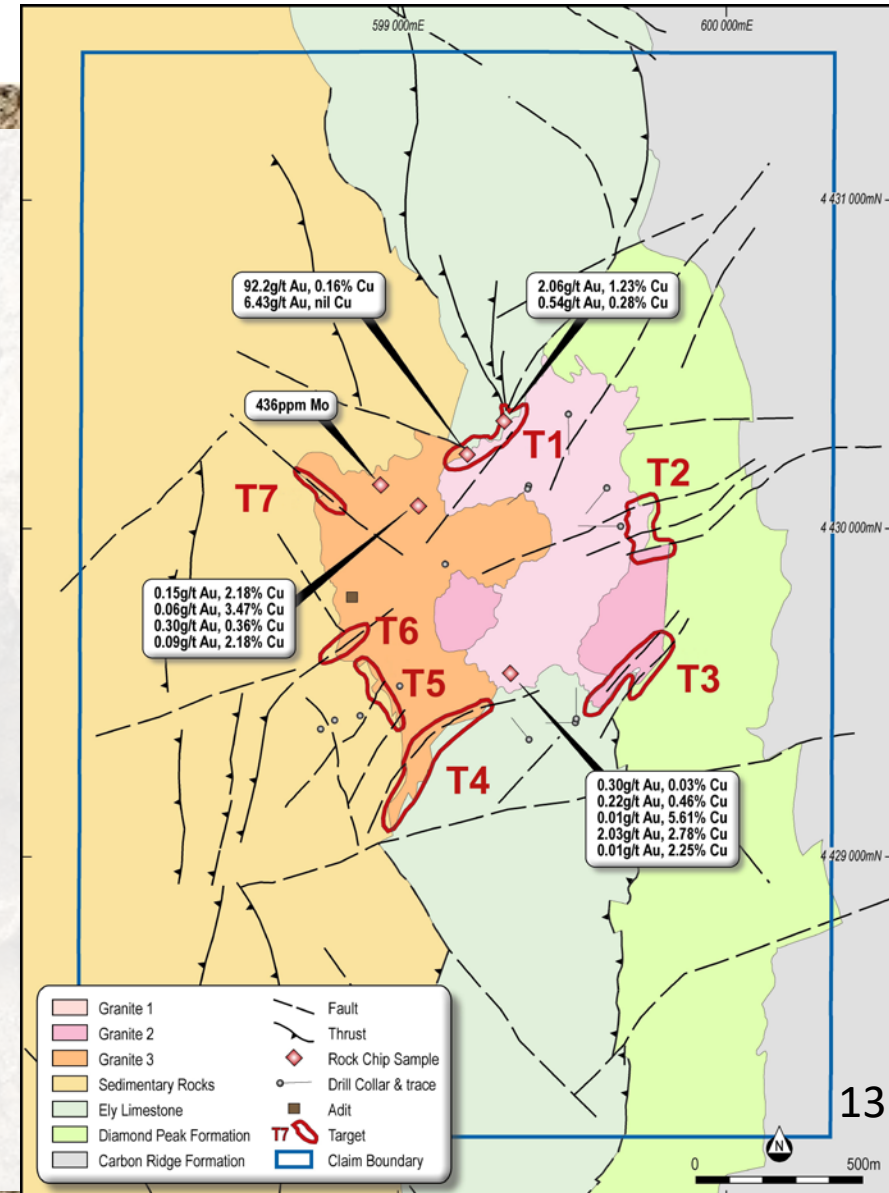 599 000mE
600 000mE
4 431 000mN
92.2g/t Au, 0.16% Cu
6.43g/t Au, nil Cu
2.06g/t Au, 1.23% Cu
0.54g/t Au, 0.28% Cu
436ppm Mo
T1
T2
T7
4 430 000mN
0.15g/t Au, 2.18% Cu
0.06g/t Au, 3.47% Cu
0.30g/t Au, 0.36% Cu
0.09g/t Au, 2.18% Cu
T6
T5
T3
T4
0.30g/t Au, 0.03% Cu
0.22g/t Au, 0.46% Cu
0.01g/t Au, 5.61% Cu
2.03g/t Au, 2.78% Cu
0.01g/t Au, 2.25% Cu
4 429 000mN
Granite 1
Granite 2
Granite 3
Sedimentary Rocks
Ely Limestone
Diamond Peak Formation
Carbon Ridge Formation
Fault
Thrust
Rock Chip Sample
Drill Collar & trace
Adit
T7 Target
Claim Boundary
13
N
0 500m